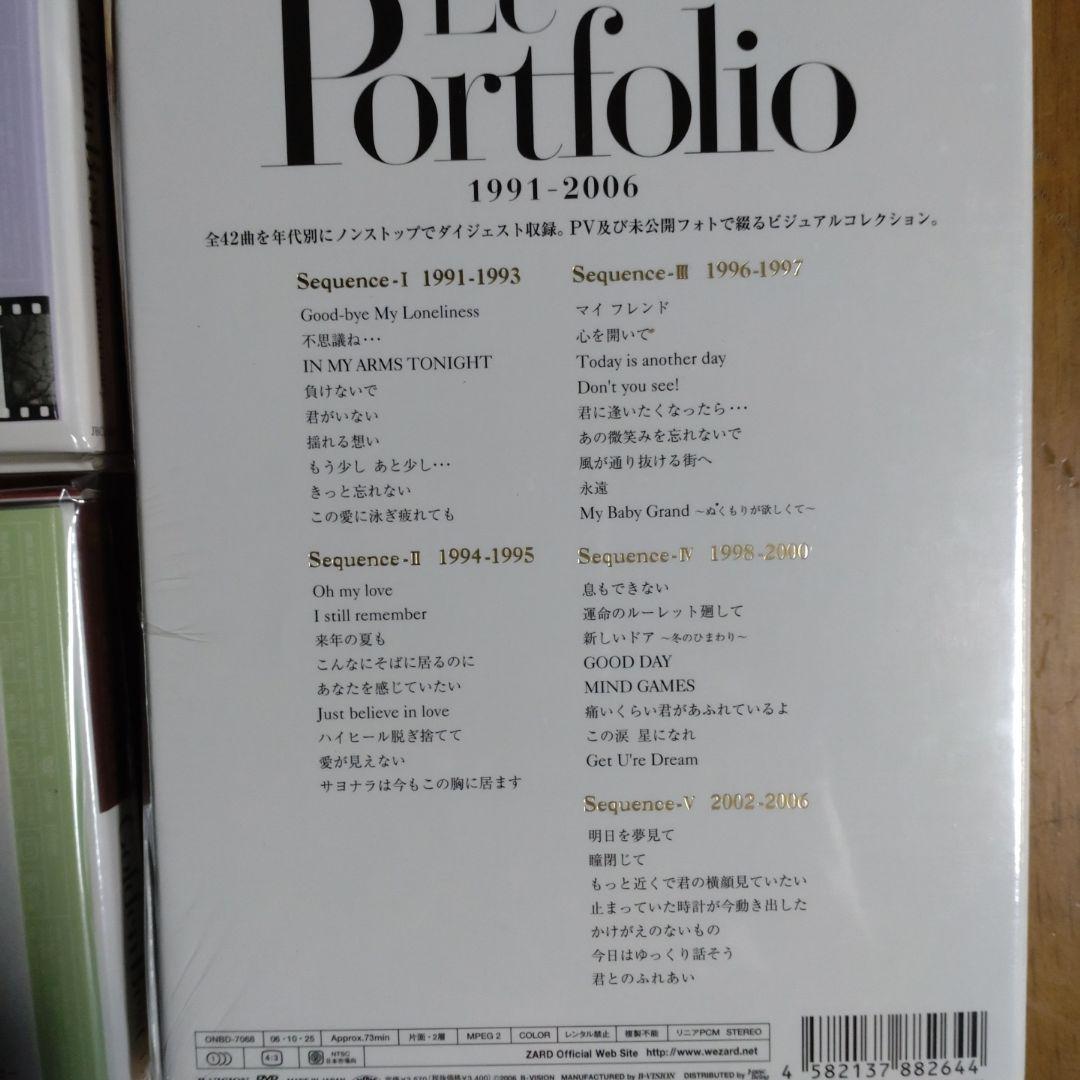 Le
Portfolio
1991-2006
全42曲を年代別にノンストップでダイジェスト収録。PV及び未公開フォトで綴るビジュアルコレクション。
Sequence-Ⅰ 1991-1993
Good-bye My Loneliness
不思議ね…
IN MY ARMS TONIGHT
負けないで
君がいない
揺れる想い
もう少し あと少し…
きっと忘れない
この愛に泳ぎ疲れても
Sequence-Ⅱ 1994-1995
Oh my love
I still remember
来年の夏も
こんなにそばに居るのに
あなたを感じていたい
Just believe in love
ハイヒール脱ぎ捨てて
愛が見えない
サヨナラは今もこの胸に居ます
Sequence-Ⅲ 1996-1997
マイ フレンド
心を開いて
Today is another day
Don't you see!
君に逢いたくなったら…
あの微笑みを忘れないで
風が通り抜ける街へ
永遠
My Baby Grand ～ぬくもりが欲しくて～
Sequence-Ⅳ 1998-2000
息もできない
運命のルーレット廻して
新しいドア ～冬のひまわり～
GOOD DAY
MIND GAMES
痛いくらい君があふれているよ
この涙 星になれ
Get U're Dream
Sequence-Ⅴ 2002-2006
明日を夢見て
瞳閉じて
もっと近くで君の横顔見ていたい
止まっていた時計が今動き出した
かけがえのないもの
今日はゆっくり話そう
君とのふれあい
ONBD-7068 06・10・25 Approx.73min 片面・2層 MPEG 2 COLOR レンタル禁止 複製不能 リニアPCM STEREO
4:3 NTSC 日本市場向 ZARD Official Web Site http://www.wezard.net/
MADE IN JAPAN ©2006 B-VISION MANUFACTURED by B-VISION DISTRIBUTED by
4 582137 882644